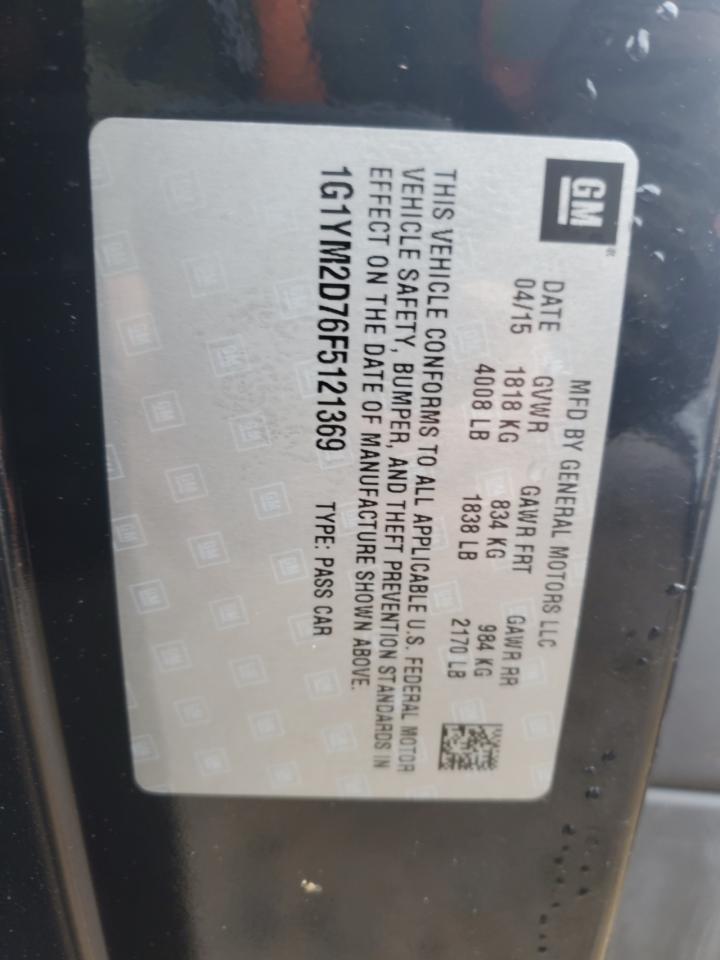 GM®
MFD BY GENERAL MOTORS LLC
DATE GVWR GAWR FRT GAWR RR
04/15 1818 KG 834 KG 984 KG
4008 LB 1838 LB 2170 LB
THIS VEHICLE CONFORMS TO ALL APPLICABLE U.S. FEDERAL MOTOR
VEHICLE SAFETY, BUMPER, AND THEFT PREVENTION STANDARDS IN
EFFECT ON THE DATE OF MANUFACTURE SHOWN ABOVE.
1G1YM2D76F5121369 TYPE: PASS CAR